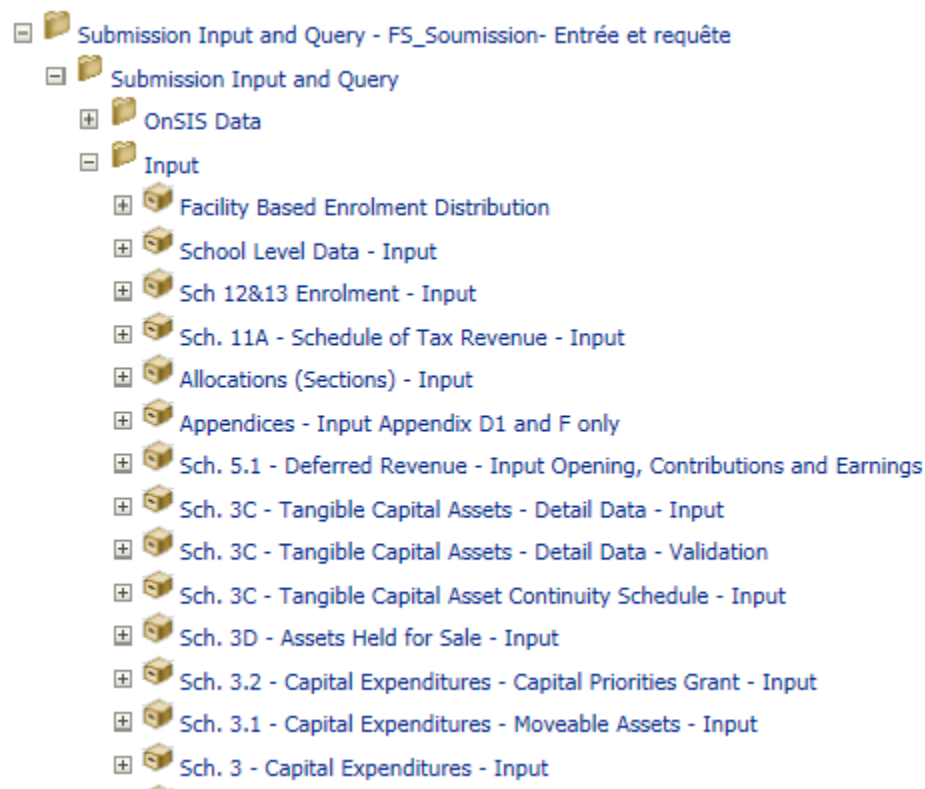 Submission Input and Query - FS_Soumission- Entrée et requête
Submission Input and Query
OnSIS Data
Input
Facility Based Enrolment Distribution
School Level Data - Input
Sch 12&13 Enrolment - Input
Sch. 11A - Schedule of Tax Revenue - Input
Allocations (Sections) - Input
Appendices - Input Appendix D1 and F only
Sch. 5.1 - Deferred Revenue - Input Opening, Contributions and Earnings
Sch. 3C - Tangible Capital Assets - Detail Data - Input
Sch. 3C - Tangible Capital Assets - Detail Data - Validation
Sch. 3C - Tangible Capital Asset Continuity Schedule - Input
Sch. 3D - Assets Held for Sale - Input
Sch. 3.2 - Capital Expenditures - Capital Priorities Grant - Input
Sch. 3.1 - Capital Expenditures - Moveable Assets - Input
Sch. 3 - Capital Expenditures - Input